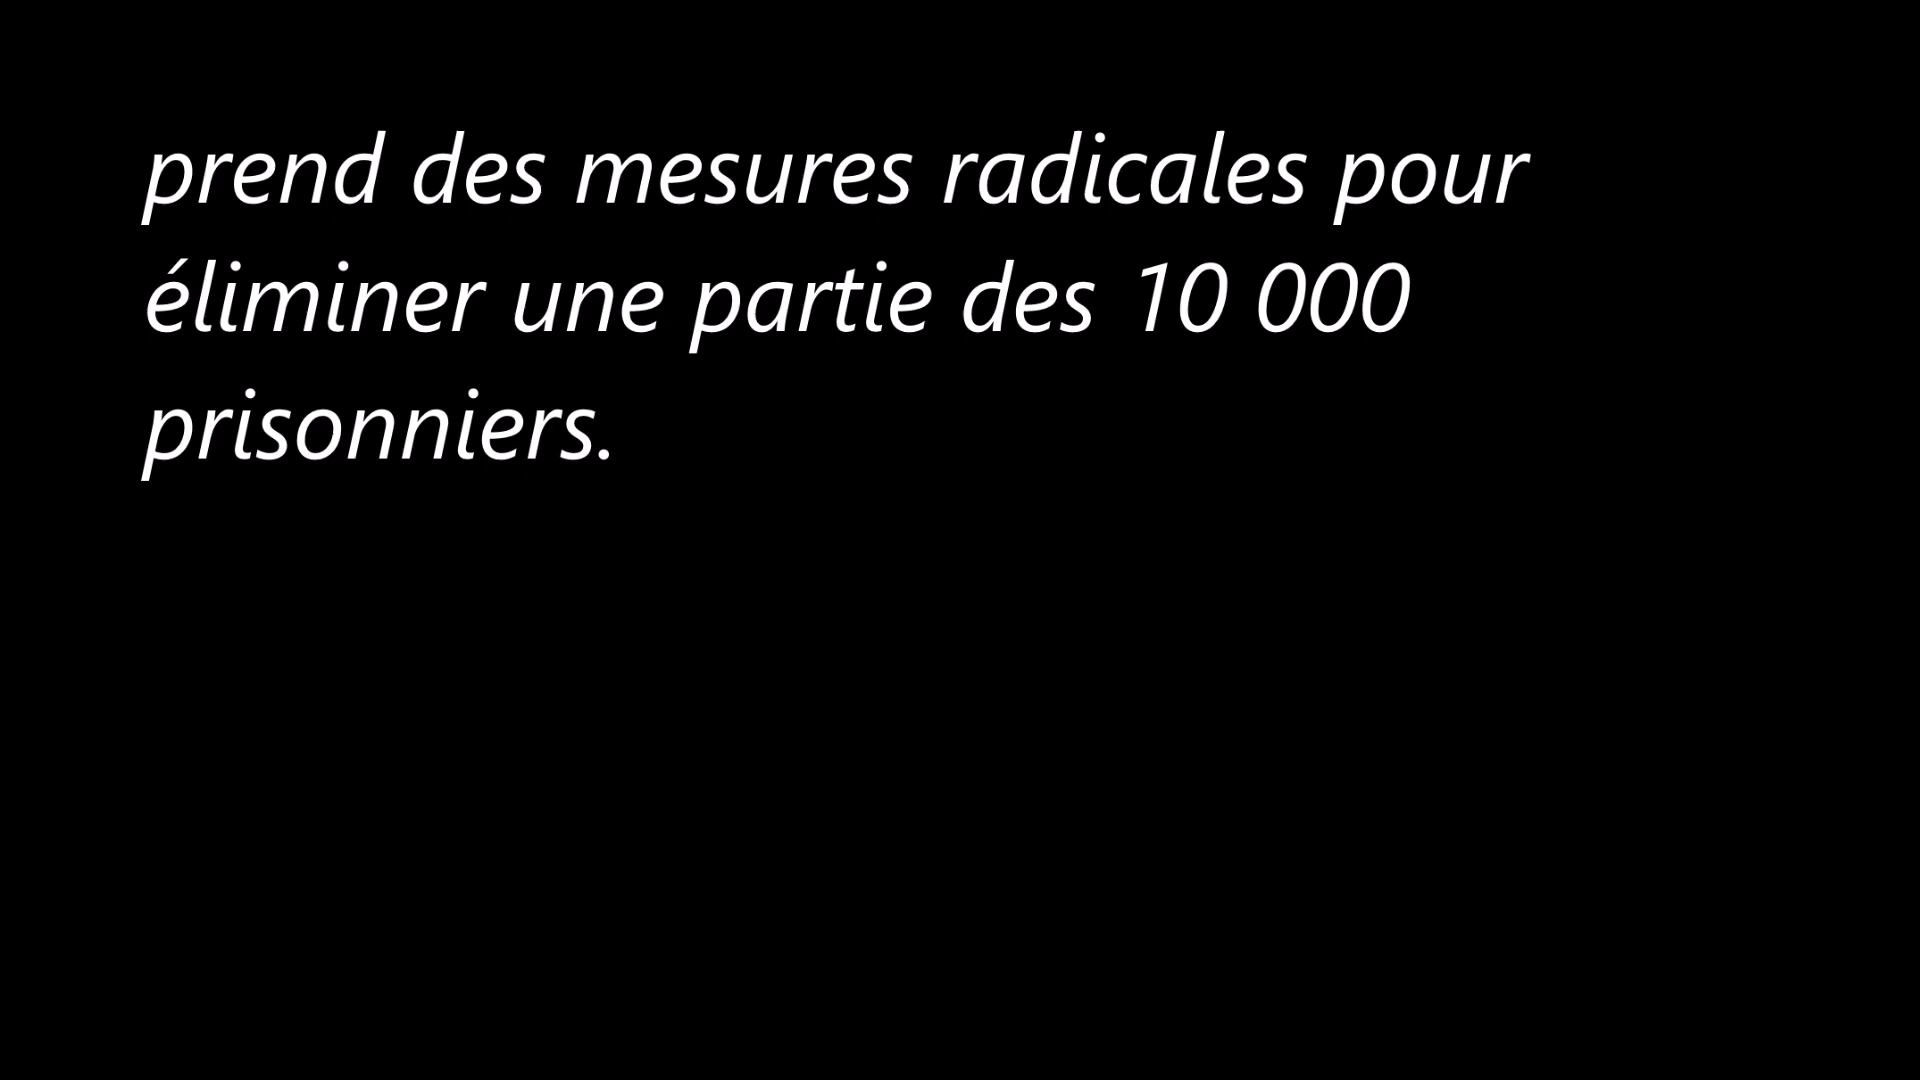 prend des mesures radicales pour
éliminer une partie des 10 000
prisonniers.